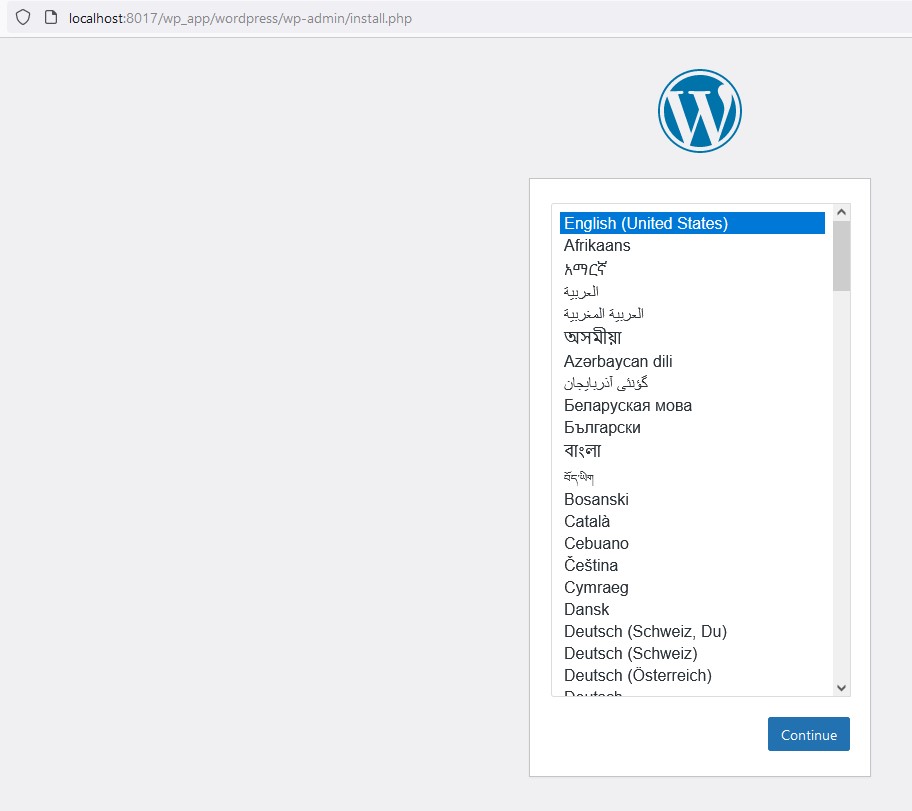 localhost:8017/wp_app/wordpress/wp-admin/install.php
W
English (United States)
Afrikaans
አማርኛ
العربية
العربية المغربية
অসমীয়া
Azərbaycan dili
گؤنئی آذربایجان
Беларуская мова
Български
বাংলা
བོད་ཡིག
Bosanski
Català
Cebuano
Čeština
Cymraeg
Dansk
Deutsch (Schweiz, Du)
Deutsch (Schweiz)
Deutsch (Österreich)
Deutsch
Continue